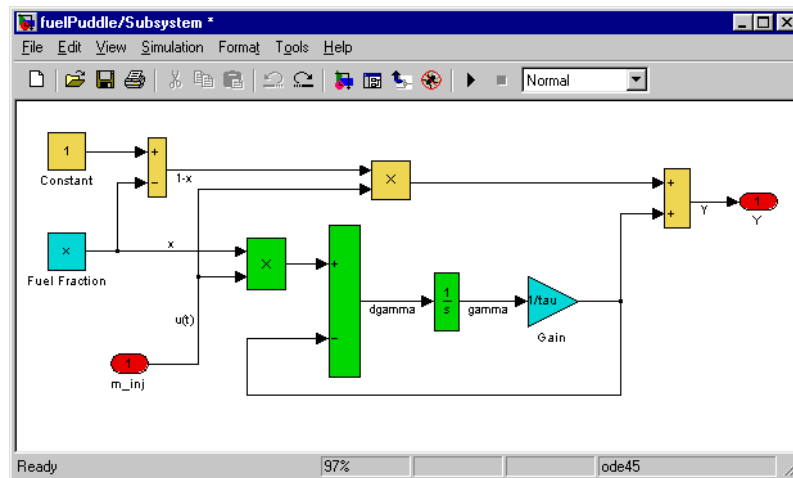 fuelPuddle/Subsystem *
File Edit View Simulation Format Tools Help
Normal
1
Constant
+
−
1-x
×
+
+
Y
1
Y
x
Fuel Fraction
x
×
u(t)
1
m_inj
+
−
dgamma
1
s
gamma
1/tau
Gain
Ready 97% ode45